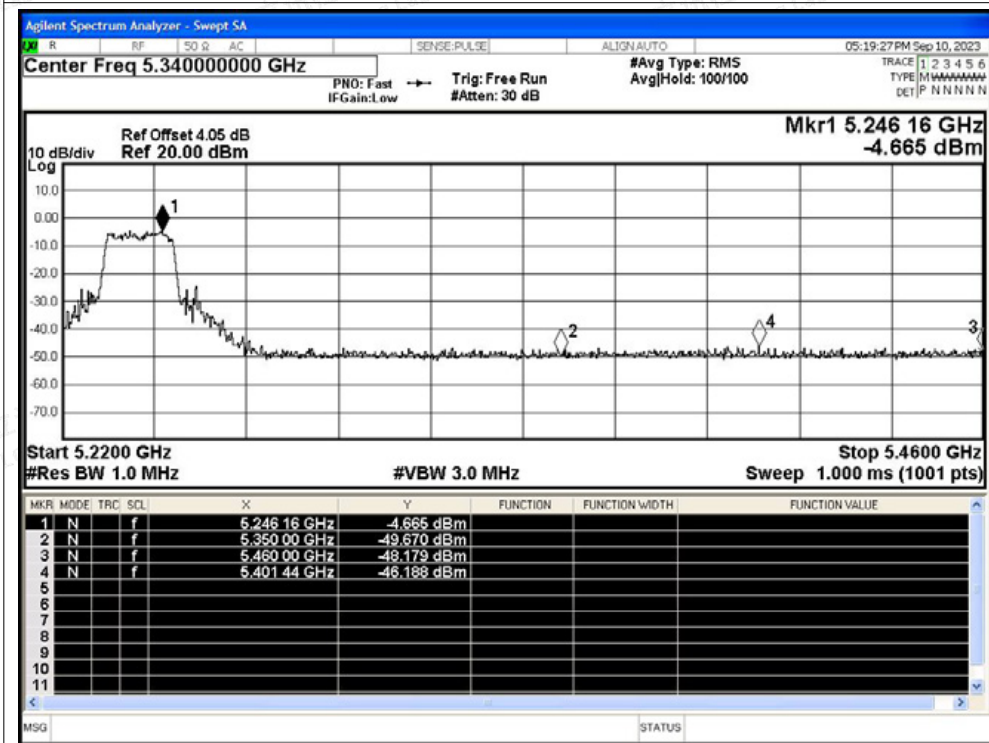 Agilent Spectrum Analyzer - Swept SA
LXI R RF 50 Ω AC SENSE:PULSE ALIGN AUTO 05:19:27 PM Sep 10, 2023
Center Freq 5.340000000 GHz
PNO: Fast
IFGain:Low
Trig: Free Run
#Atten: 30 dB
#Avg Type: RMS
Avg|Hold: 100/100
TRACE 1 2 3 4 5 6
TYPE M WWWWW
DET P N N N N N
Mkr1 5.246 16 GHz
-4.665 dBm
Ref Offset 4.05 dB
10 dB/div Ref 20.00 dBm
Log
10.0
0.00
-10.0
-20.0
-30.0
-40.0
-50.0
-60.0
-70.0
1
2
4
3
Start 5.2200 GHz Stop 5.4600 GHz
#Res BW 1.0 MHz #VBW 3.0 MHz Sweep 1.000 ms (1001 pts)
MKR MODE TRC SCL X Y FUNCTION FUNCTION WIDTH FUNCTION VALUE
1 N f 5.246 16 GHz -4.665 dBm
2 N f 5.350 00 GHz -49.670 dBm
3 N f 5.460 00 GHz -48.179 dBm
4 N f 5.401 44 GHz -46.188 dBm
5
6
7
8
9
10
11
MSG STATUS